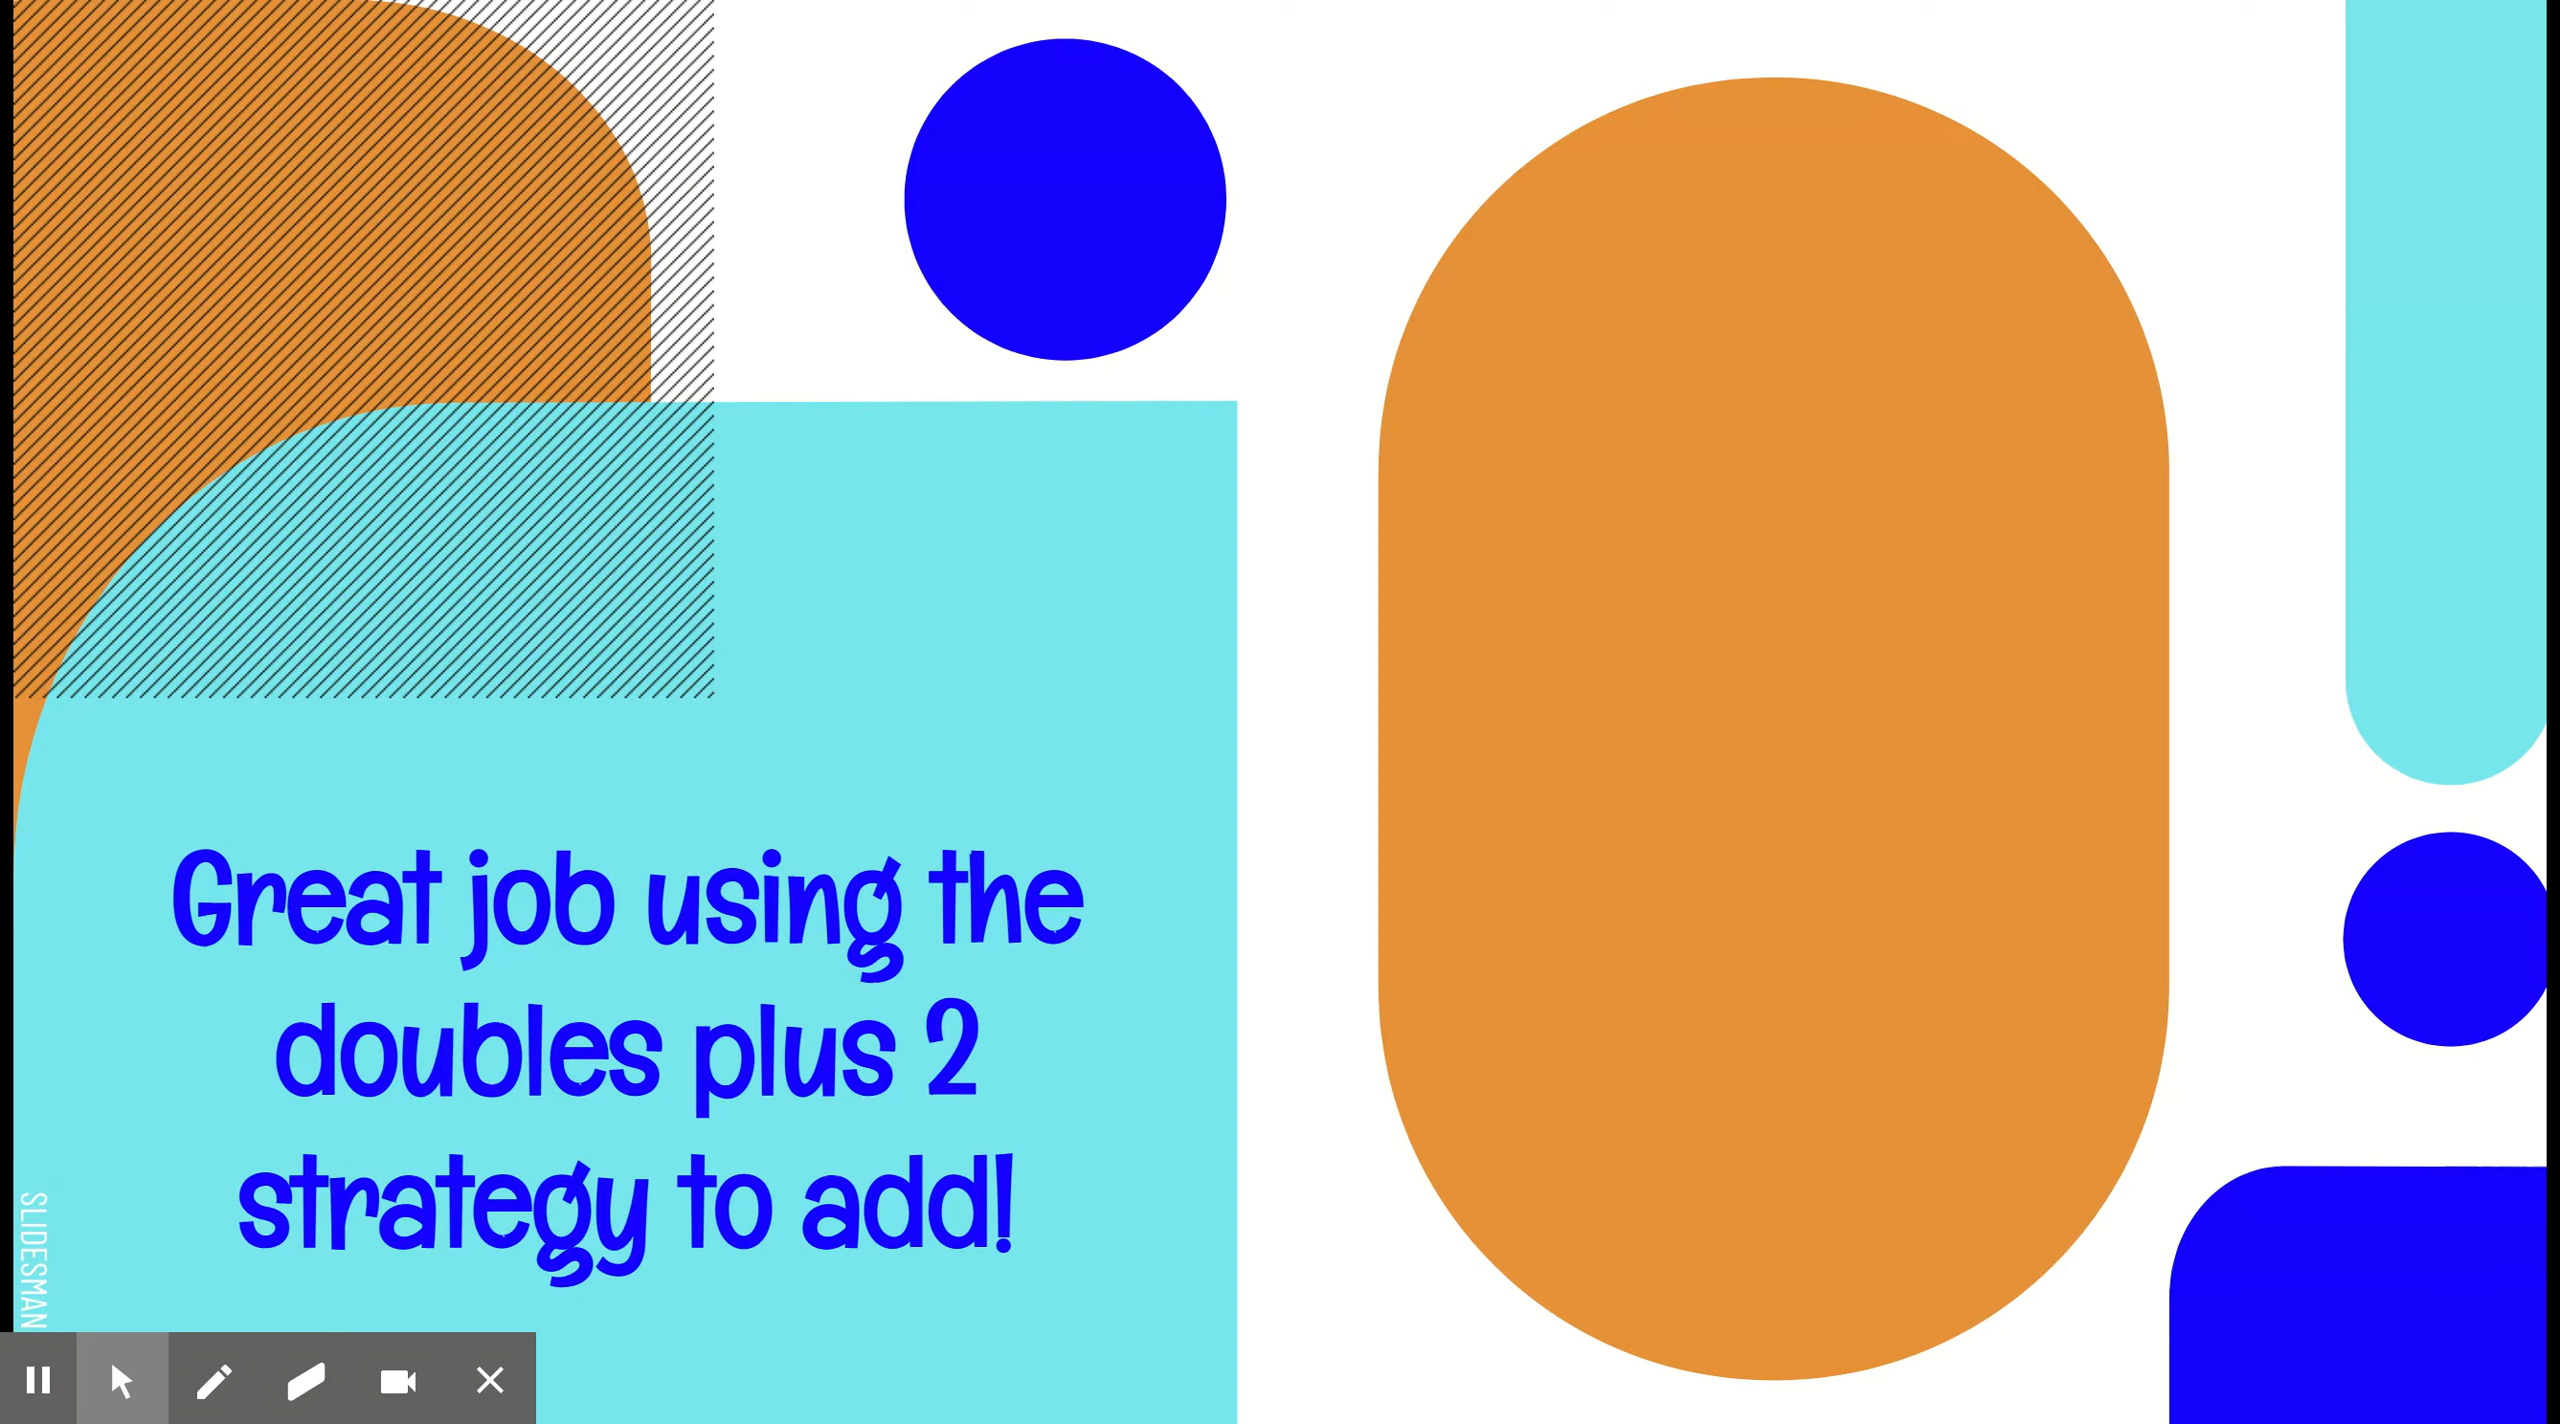 Great job using the
doubles plus 2
strategy to add!
SLIDESMAN